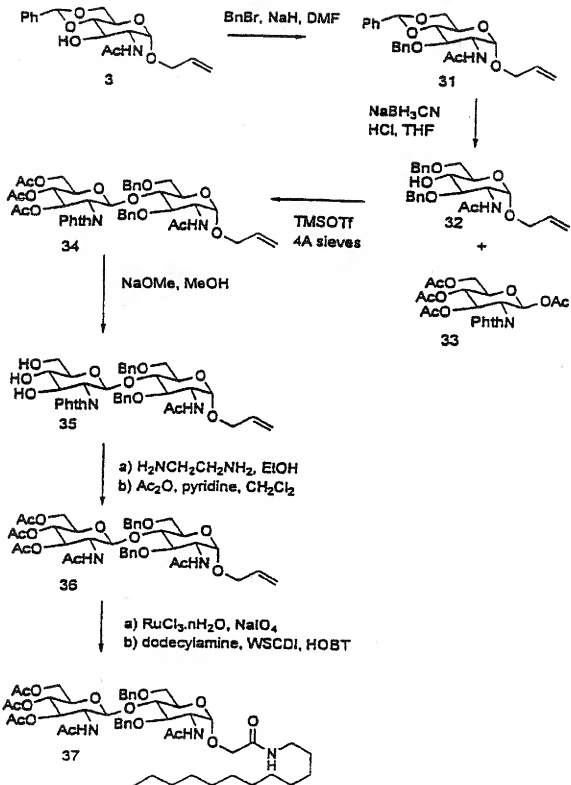 Ph
O
O
O
HO
AcHN
O
3
BnBr, NaH, DMF
Ph
O
O
O
BnO
AcHN
O
31
NaBH3CN
HCl, THF
BnO
HO
O
BnO
AcHN
O
32
+
AcO
AcO
O
AcO
OAc
PhthN
33
TMSOTf
4A sieves
AcO
AcO
O
AcO
PhthN
O
BnO
O
BnO
AcHN
O
34
NaOMe, MeOH
HO
HO
O
HO
PhthN
O
BnO
O
BnO
AcHN
O
35
a) H2NCH2CH2NH2, EtOH
b) Ac2O, pyridine, CH2Cl2
AcO
AcO
O
AcO
AcHN
O
BnO
O
BnO
AcHN
O
36
a) RuCl3.nH2O, NaIO4
b) dodecylamine, WSCDI, HOBT
AcO
AcO
O
AcO
AcHN
O
BnO
O
BnO
AcHN
O
O
N
H
37